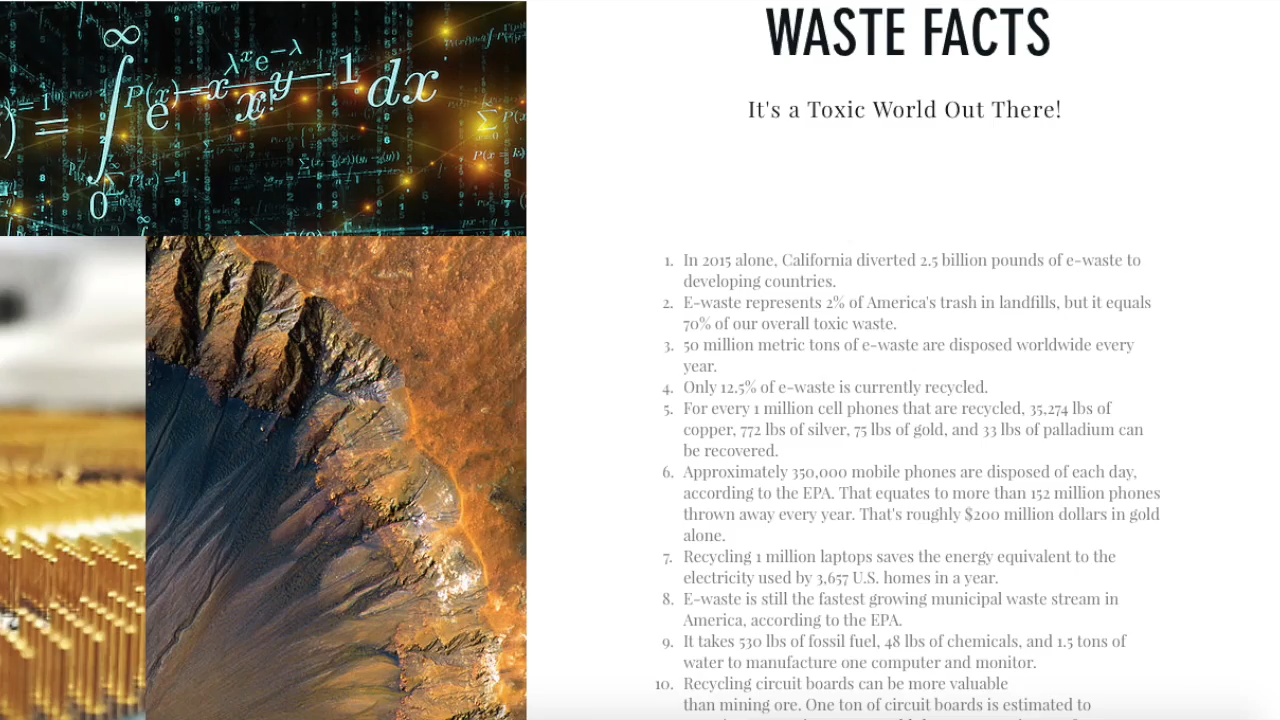 WASTE FACTS
It's a Toxic World Out There!
1. In 2015 alone, California diverted 2.5 billion pounds of e-waste to
developing countries.
2. E-waste represents 2% of America's trash in landfills, but it equals
70% of our overall toxic waste.
3. 50 million metric tons of e-waste are disposed worldwide every
year.
4. Only 12.5% of e-waste is currently recycled.
5. For every 1 million cell phones that are recycled, 35,274 lbs of
copper, 772 lbs of silver, 75 lbs of gold, and 33 lbs of palladium can
be recovered.
6. Approximately 350,000 mobile phones are disposed of each day,
according to the EPA. That equates to more than 152 million phones
thrown away every year. That's roughly $200 million dollars in gold
alone.
7. Recycling 1 million laptops saves the energy equivalent to the
electricity used by 3,657 U.S. homes in a year.
8. E-waste is still the fastest growing municipal waste stream in
America, according to the EPA.
9. It takes 530 lbs of fossil fuel, 48 lbs of chemicals, and 1.5 tons of
water to manufacture one computer and monitor.
10. Recycling circuit boards can be more valuable
than mining ore. One ton of circuit boards is estimated to
∞
λˣe⁻λ
P(x) =
x!
) = ∫ e⁻ˣ xʸ⁻¹ dx
0
P(x) = 1